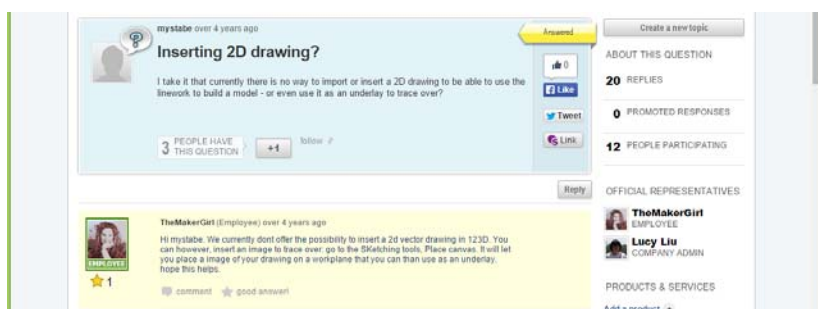 mystabe over 4 years ago
Inserting 2D drawing?
I take it that currently there is no way to import or insert a 2D drawing to be able to use the
linework to build a model - or even use it as an underlay to trace over?
3 PEOPLE HAVE
THIS QUESTION
+1
follow
Answered
0
Like
Tweet
Link
Reply
TheMakerGirl (Employee) over 4 years ago
Hi mystabe. We currently dont offer the possibility to insert a 2d vector drawing in 123D. You
can however, insert an image to trace over: go to the SKetching tools, Place canvas. It will let
you place a image of your drawing on a workplane that you can than use as an underlay.
hope this helps.
EMPLOYEE
1
comment
good answer!
Create a new topic
ABOUT THIS QUESTION
20 REPLIES
0 PROMOTED RESPONSES
12 PEOPLE PARTICIPATING
OFFICIAL REPRESENTATIVES
TheMakerGirl
EMPLOYEE
Lucy Liu
COMPANY ADMIN
PRODUCTS & SERVICES
Add a product +